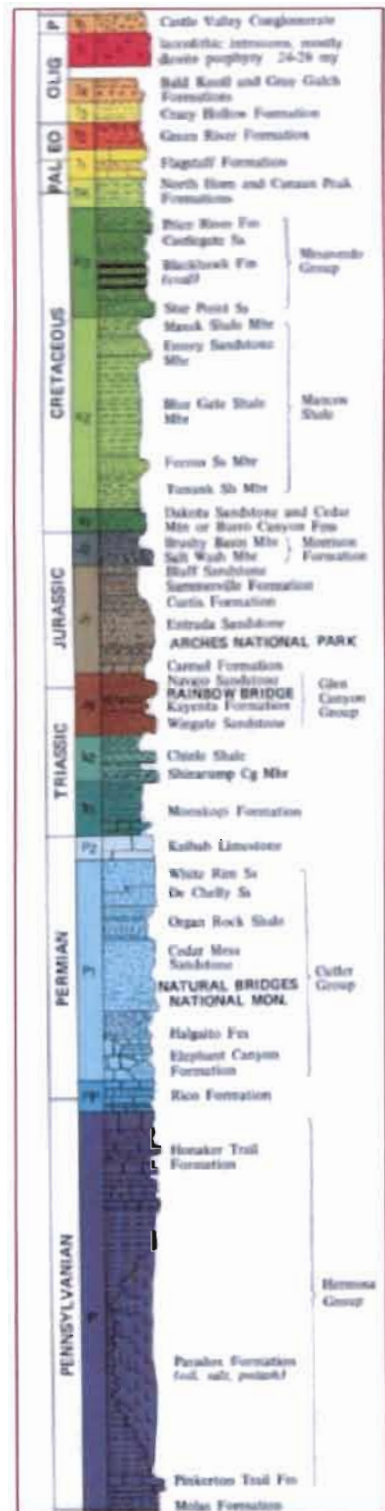 P
Castle Valley Conglomerate
OLIG
laccolithic intrusions, mostly
diorite porphyry 24-28 my
Bald Knoll and Gray Gulch
Formations
Crazy Hollow Formation
PAL EO
Green River Formation
Flagstaff Formation
North Horn and Canaan Peak
Formations
CRETACEOUS
Price River Fm
Castlegate Ss
Blackhawk Fm
(coal)
Mesaverde
Group
Star Point Ss
Masuk Shale Mbr
Emery Sandstone
Mbr
Blue Gate Shale
Mbr
Mancos
Shale
Ferron Ss Mbr
Tununk Sh Mbr
Dakota Sandstone and Cedar
Mtn or Burro Canyon Fms
JURASSIC
Brushy Basin Mbr
Salt Wash Mbr
Morrison
Formation
Bluff Sandstone
Summerville Formation
Curtis Formation
Entrada Sandstone
ARCHES NATIONAL PARK
Carmel Formation
Navajo Sandstone
RAINBOW BRIDGE
Kayenta Formation
Wingate Sandstone
Glen
Canyon
Group
TRIASSIC
Chinle Shale
Shinarump Cg Mbr
Moenkopi Formation
PERMIAN
P2
Kaibab Limestone
White Rim Ss
De Chelly Ss
Organ Rock Shale
P1
Cedar Mesa
Sandstone
NATURAL BRIDGES
NATIONAL MON.
Cutler
Group
Halgaito Fm
Elephant Canyon
Formation
Rico Formation
PENNSYLVANIAN
Honaker Trail
Formation
Hermosa
Group
Paradox Formation
(oil, salt, potash)
Pinkerton Trail Fm
Molas Formation